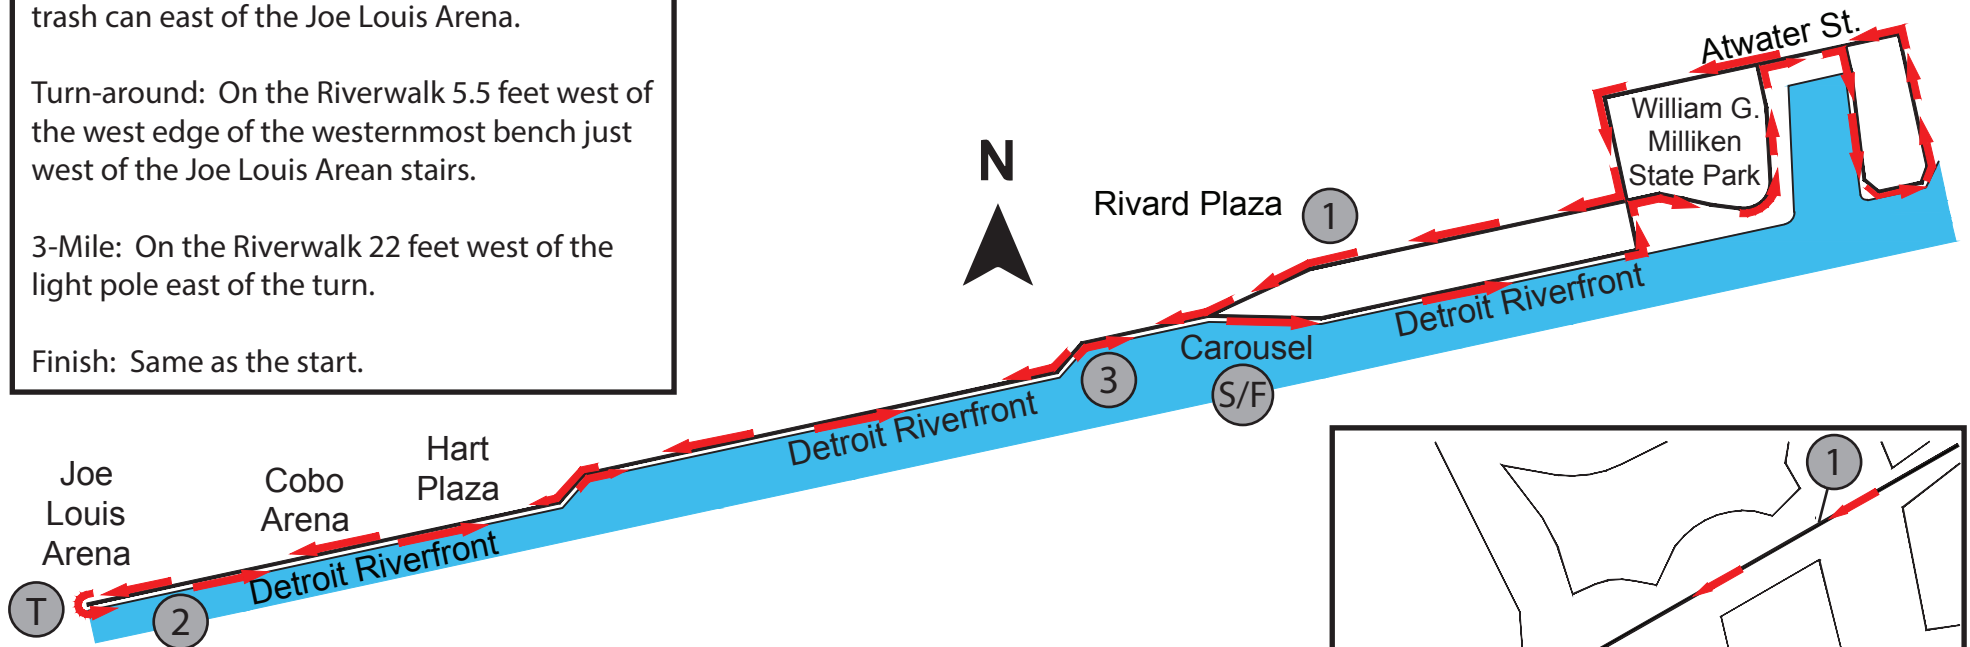 trash can east of the Joe Louis Arena.
Turn-around: On the Riverwalk 5.5 feet west of
the west edge of the westernmost bench just
west of the Joe Louis Arean stairs.
3-Mile: On the Riverwalk 22 feet west of the
light pole east of the turn.
Finish: Same as the start.
N
Atwater St.
William G.
Milliken
State Park
Rivard Plaza
1
Detroit Riverfront
Carousel
S/F
3
Detroit Riverfront
Hart
Plaza
Cobo
Arena
Joe
Louis
Arena
Detroit Riverfront
T
2
1